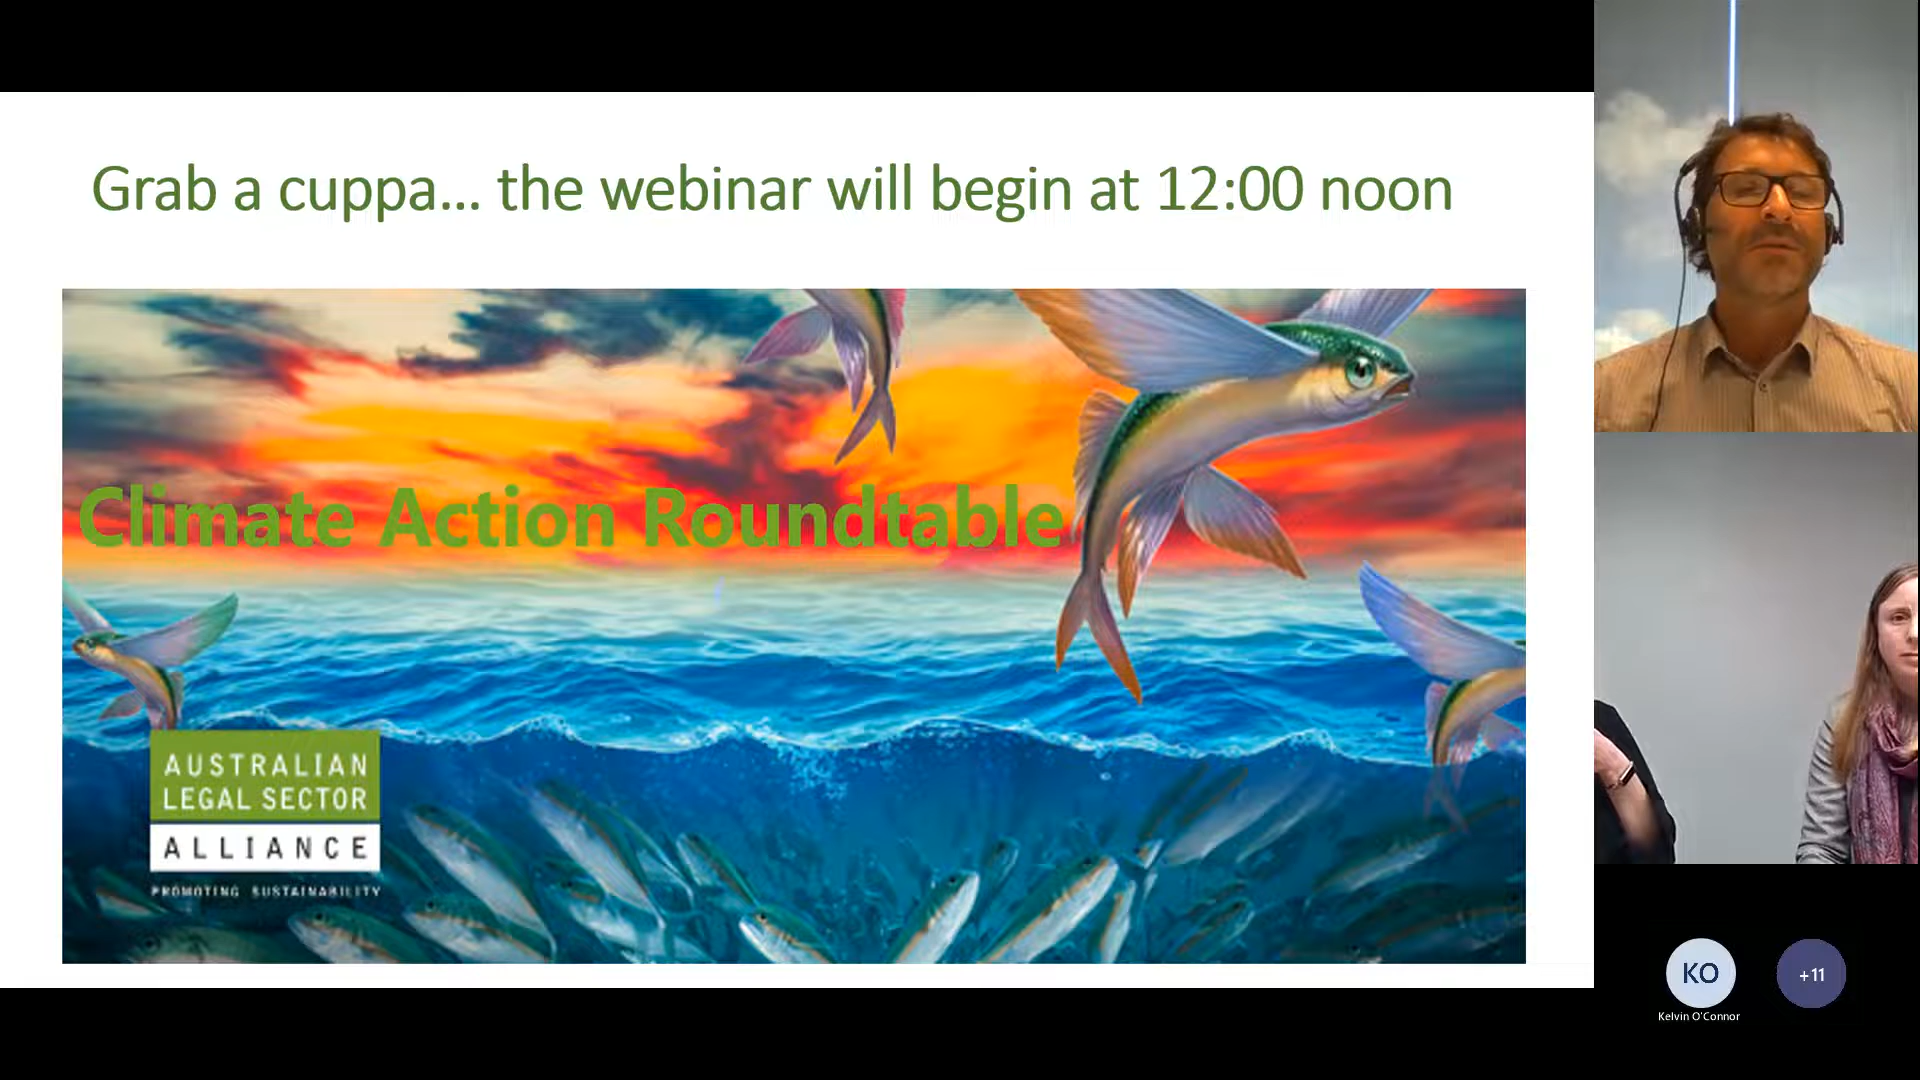 Grab a cuppa... the webinar will begin at 12:00 noon
Climate Action Roundtable
AUSTRALIAN
LEGAL SECTOR
ALLIANCE
PROMOTING SUSTAINABILITY
KO
+11
Kelvin O'Connor